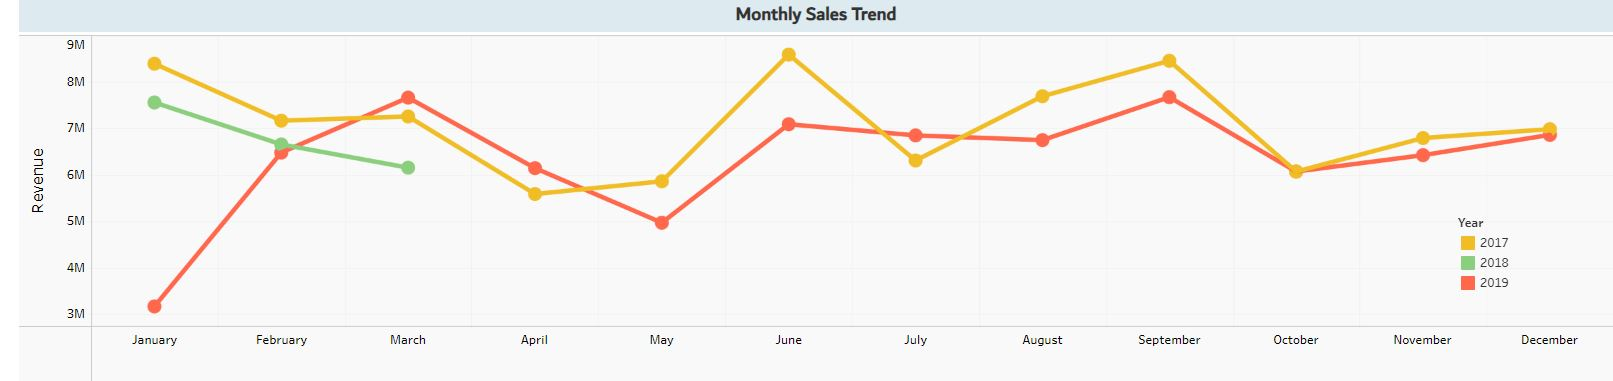 Monthly Sales Trend
9M
8M
7M
6M
5M
4M
3M
Revenue
Year
2017
2018
2019
January February March April May June July August September October November December